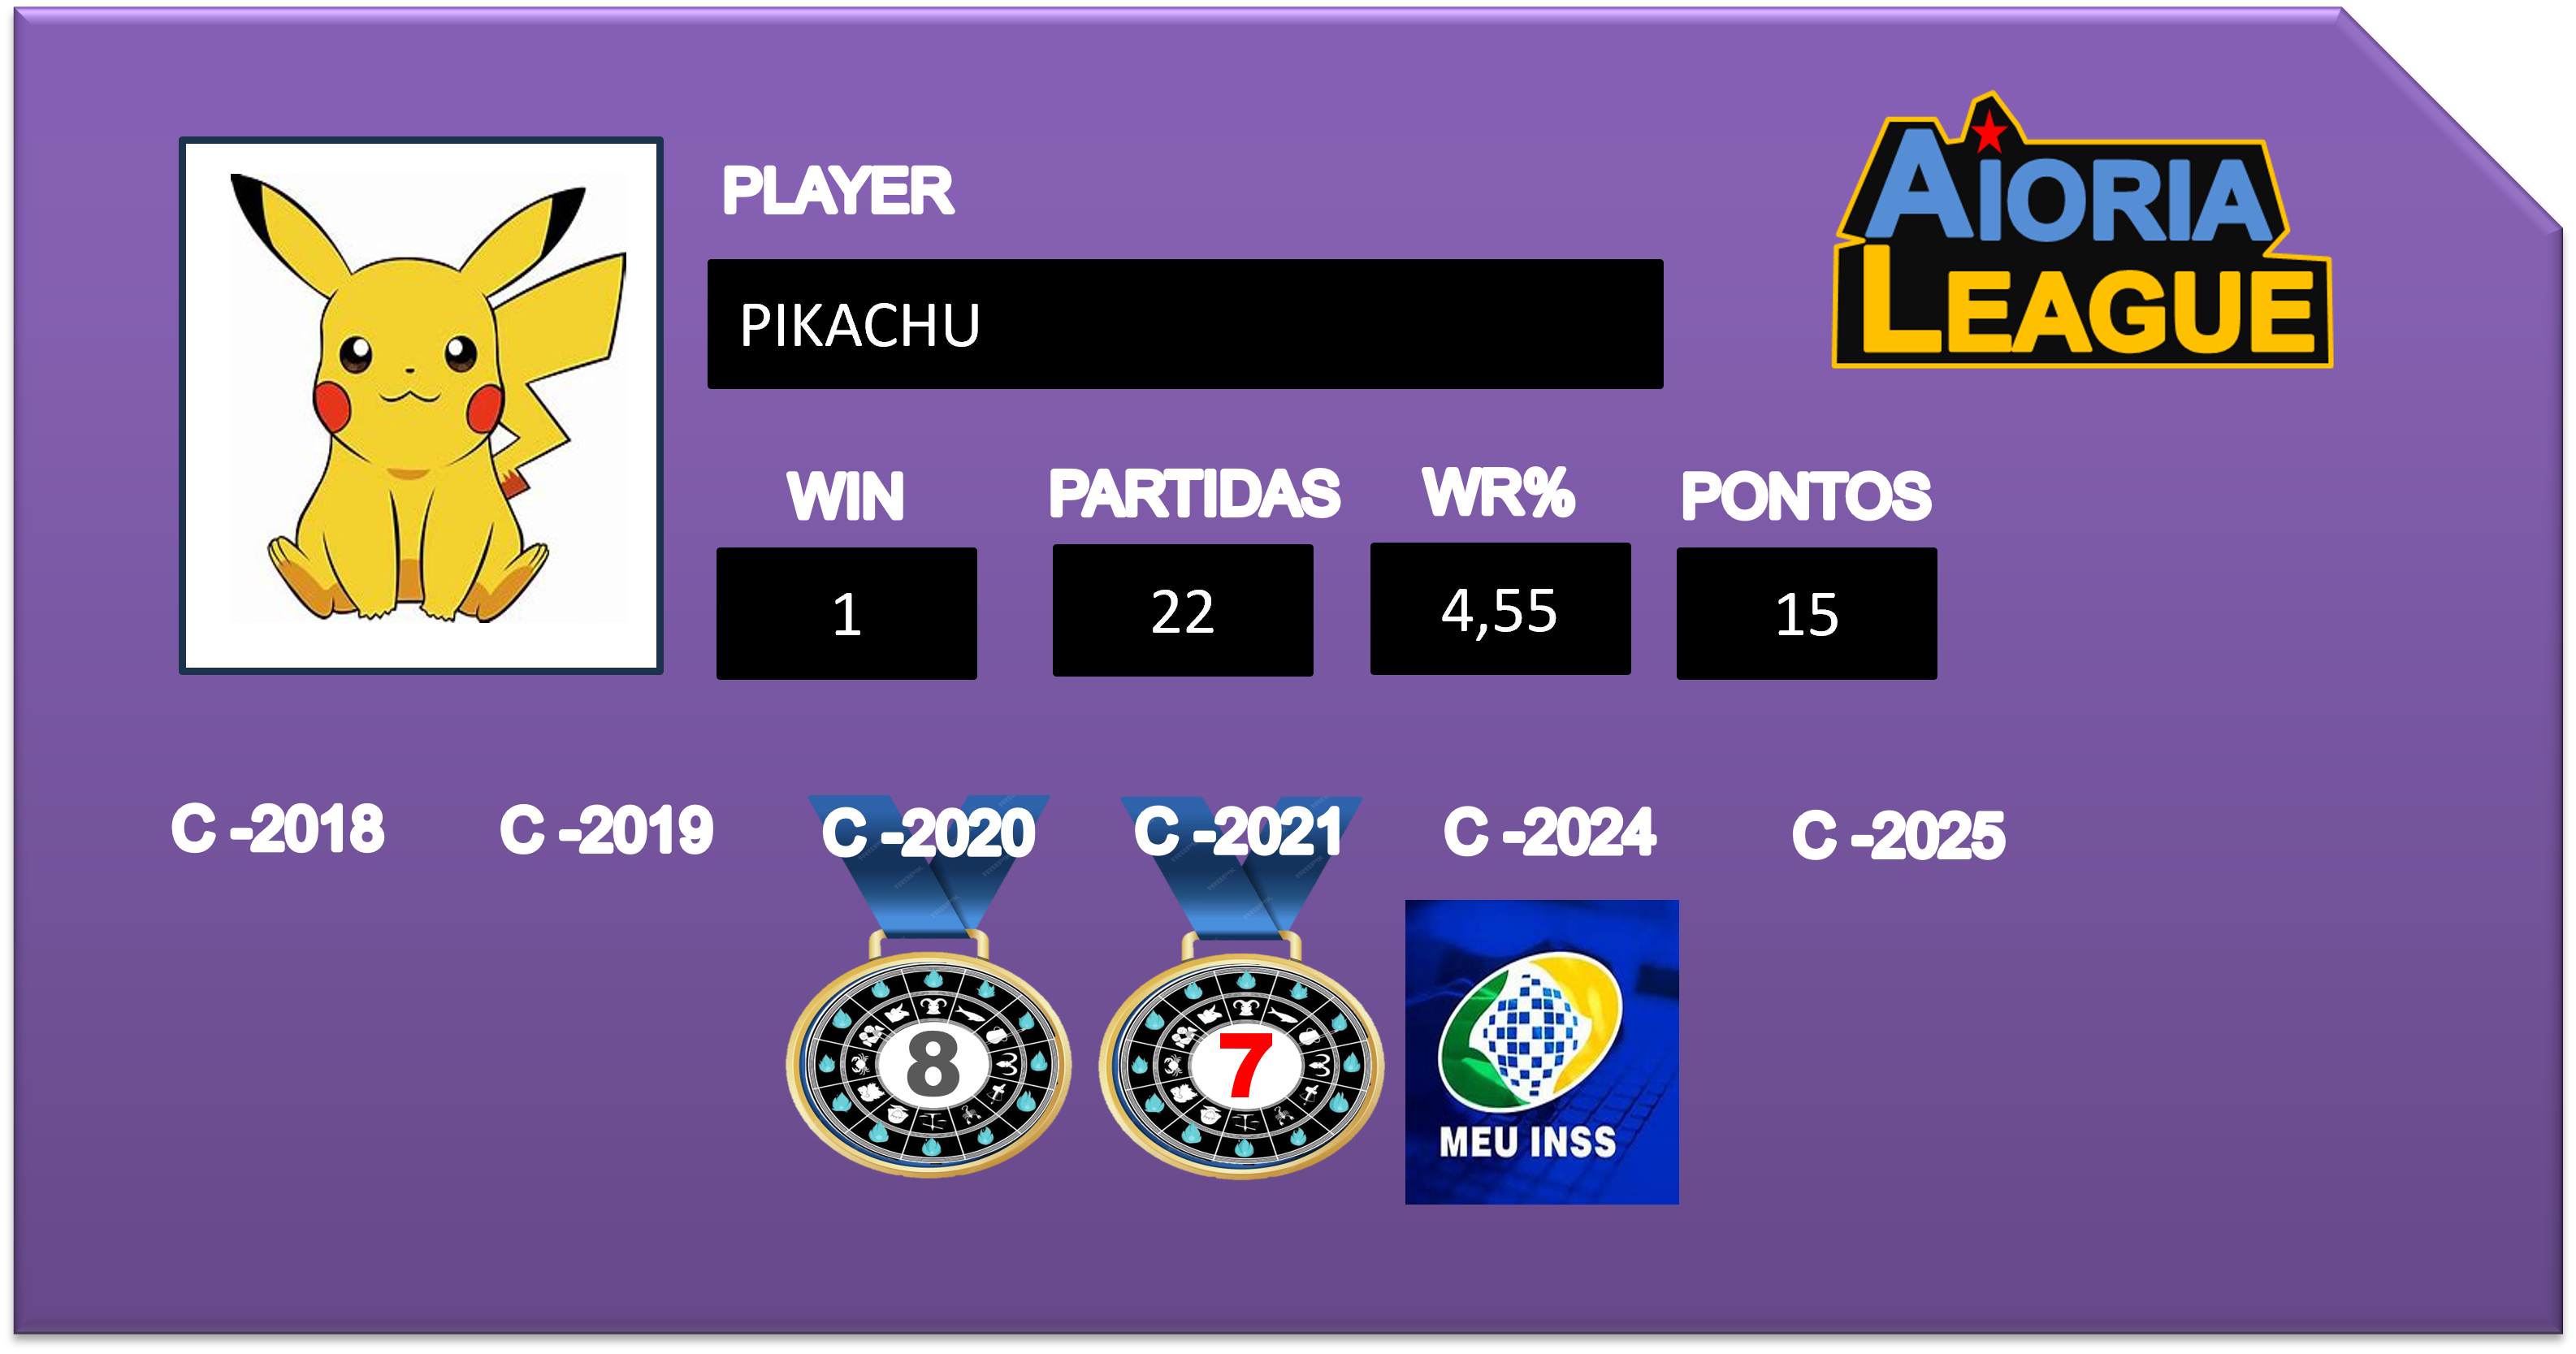 PLAYER
AIORIA
LEAGUE
PIKACHU
WIN PARTIDAS WR% PONTOS
1 22 4,55 15
C -2018 C -2019 C -2020 C -2021 C -2024 C -2025
8 7
MEU INSS